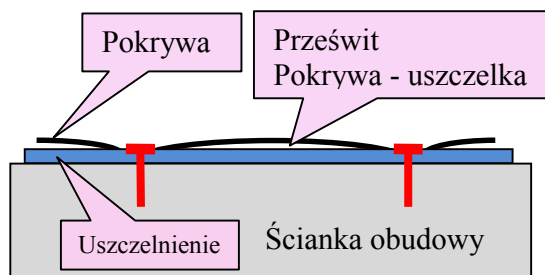 Pokrywa
Prześwit
Pokrywa - uszczelka
Uszczelnienie
Ścianka obudowy